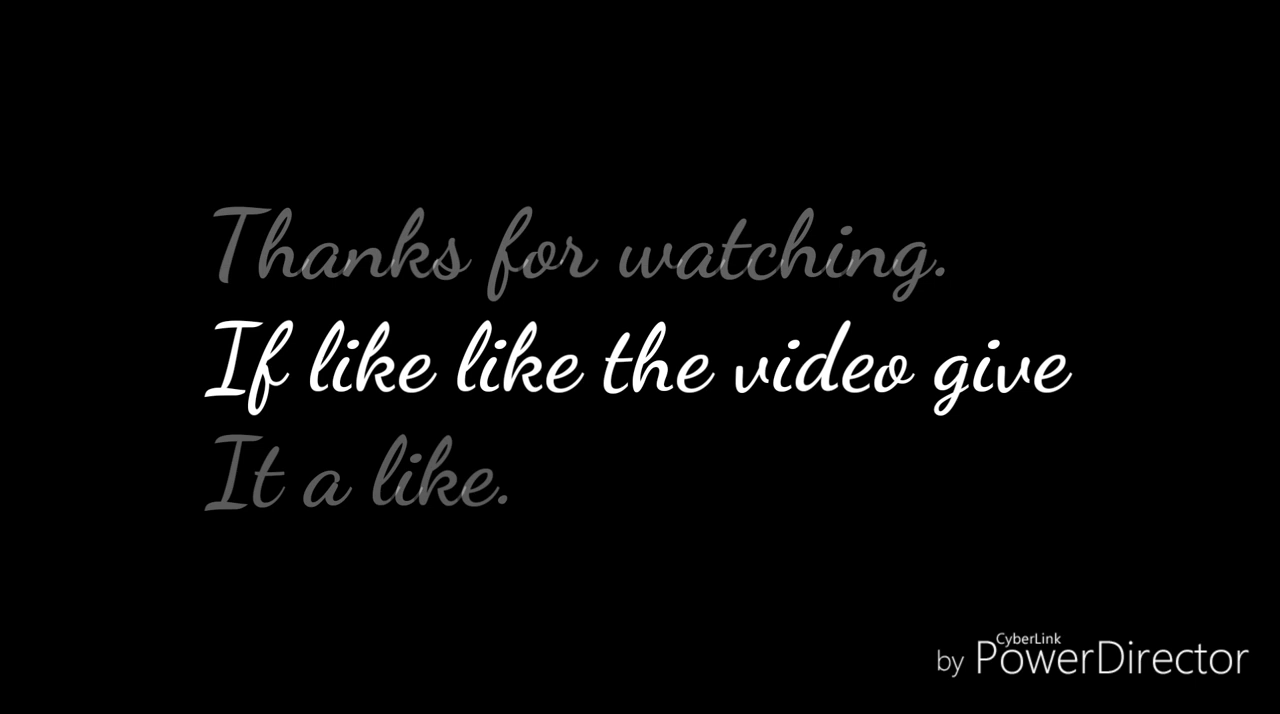 Thanks for watching.
If like like the video give
It a like.
CyberLink
by PowerDirector